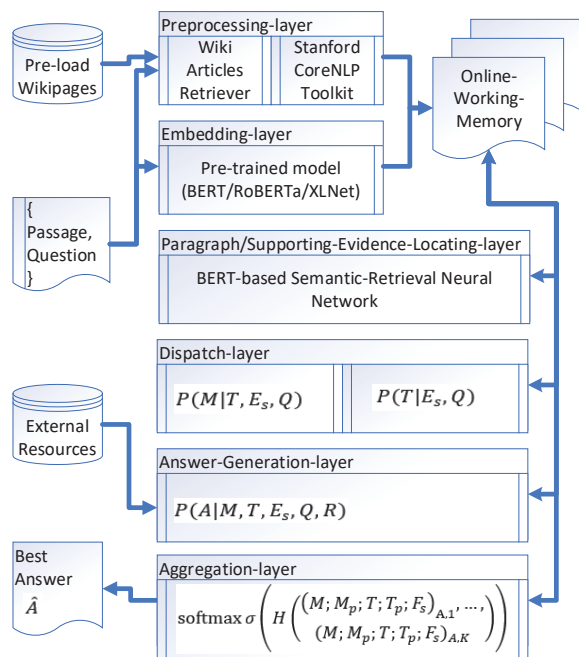 Preprocessing-layer
Pre-load
Wikipages
Wiki
Articles
Retriever
Stanford
CoreNLP
Toolkit
Online-
Working-
Memory
Embedding-layer
Pre-trained model
(BERT/RoBERTa/XLNet)
{
Passage,
Question
}
Paragraph/Supporting-Evidence-Locating-layer
BERT-based Semantic-Retrieval Neural
Network
Dispatch-layer
P(M|T, E_s, Q)
P(T|E_s, Q)
External
Resources
Answer-Generation-layer
P(A|M, T, E_s, Q, R)
Best
Answer
Â
Aggregation-layer
softmax σ(H((M; M_p; T; T_p; F_s)_{A,1}, …,
(M; M_p; T; T_p; F_s)_{A,K}))